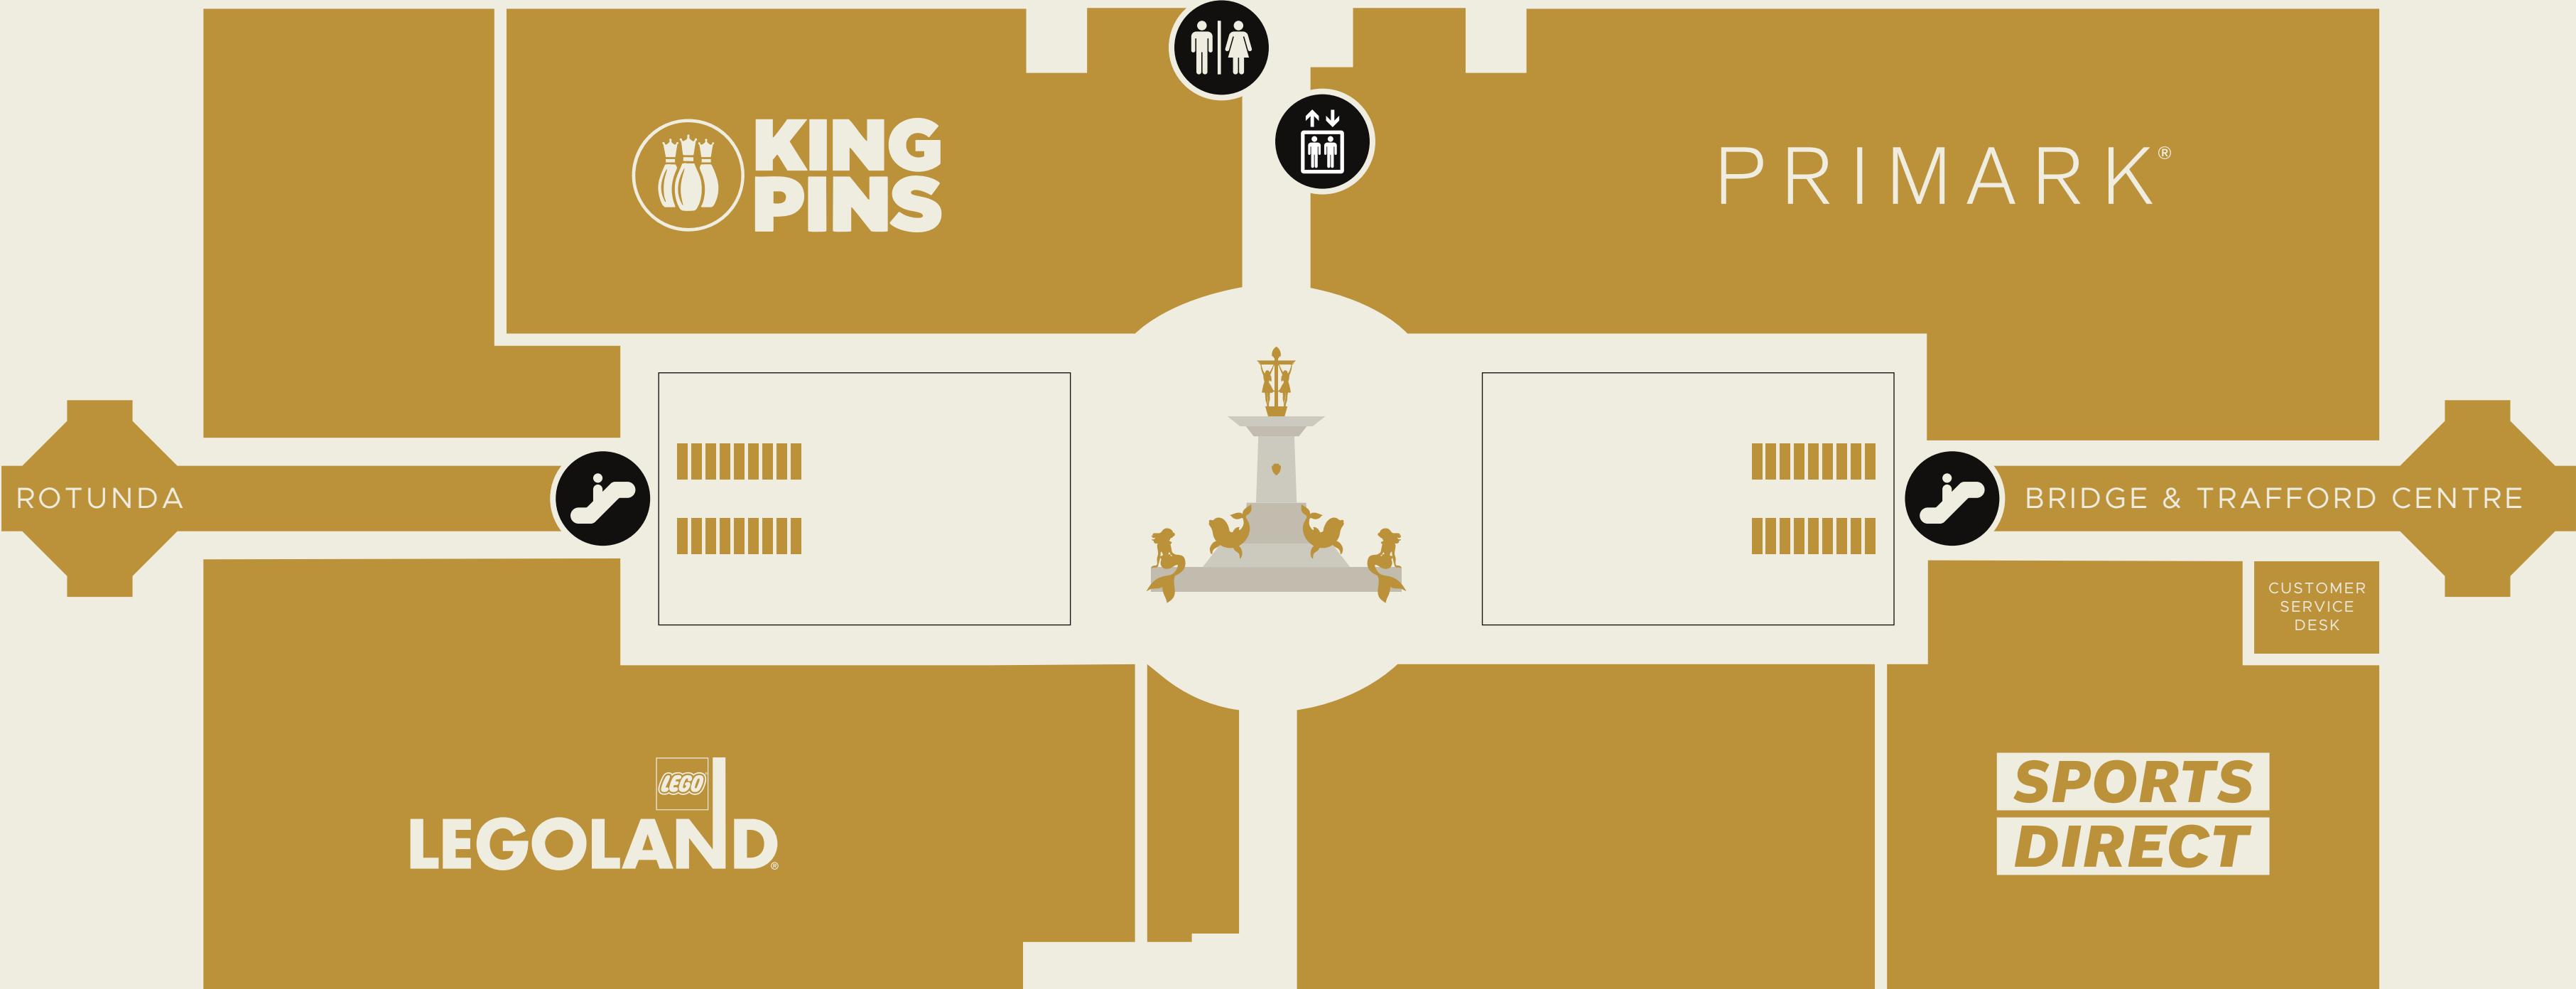 KING
PINS
PRIMARK®
ROTUNDA
BRIDGE & TRAFFORD CENTRE
CUSTOMER
SERVICE
DESK
LEGO
LEGOLAND®
SPORTS
DIRECT